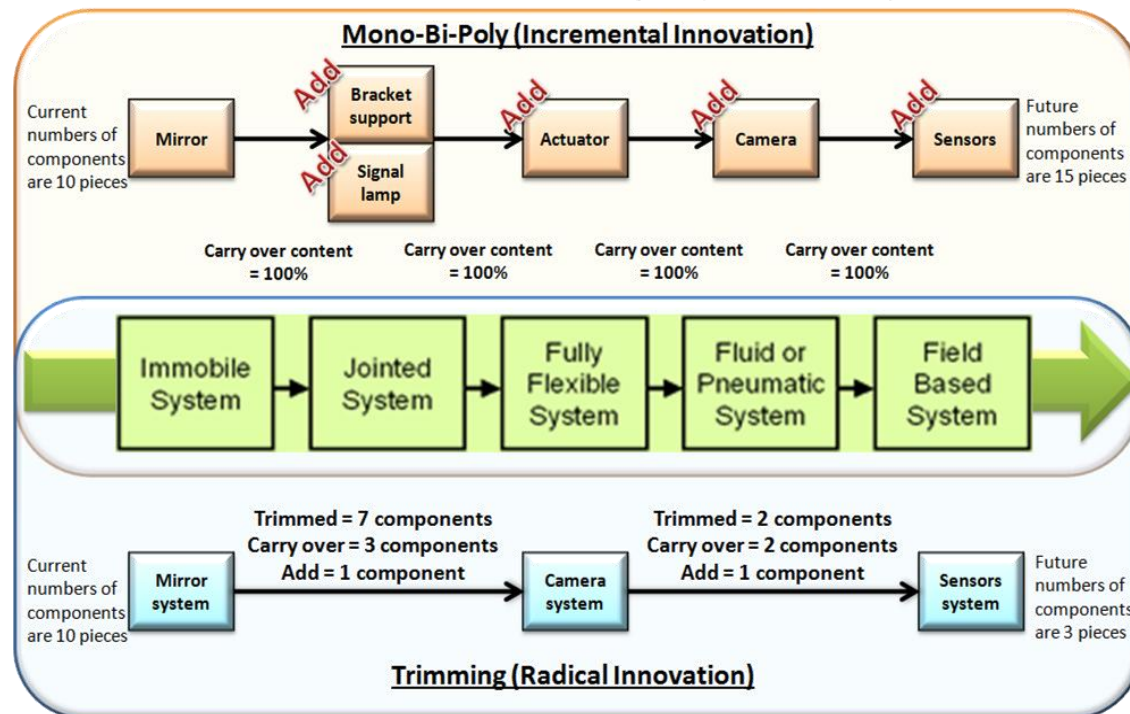 Mono-Bi-Poly (Incremental Innovation)
Current
numbers of
components
are 10 pieces
Mirror
Add
Bracket
support
Add
Signal
lamp
Add
Actuator
Add
Camera
Add
Sensors
Future
numbers of
components
are 15 pieces
Carry over content
= 100%
Carry over content
= 100%
Carry over content
= 100%
Carry over content
= 100%
Immobile
System
Jointed
System
Fully
Flexible
System
Fluid or
Pneumatic
System
Field
Based
System
Current
numbers of
components
are 10 pieces
Mirror
system
Trimmed = 7 components
Carry over = 3 components
Add = 1 component
Camera
system
Trimmed = 2 components
Carry over = 2 components
Add = 1 component
Sensors
system
Future
numbers of
components
are 3 pieces
Trimming (Radical Innovation)